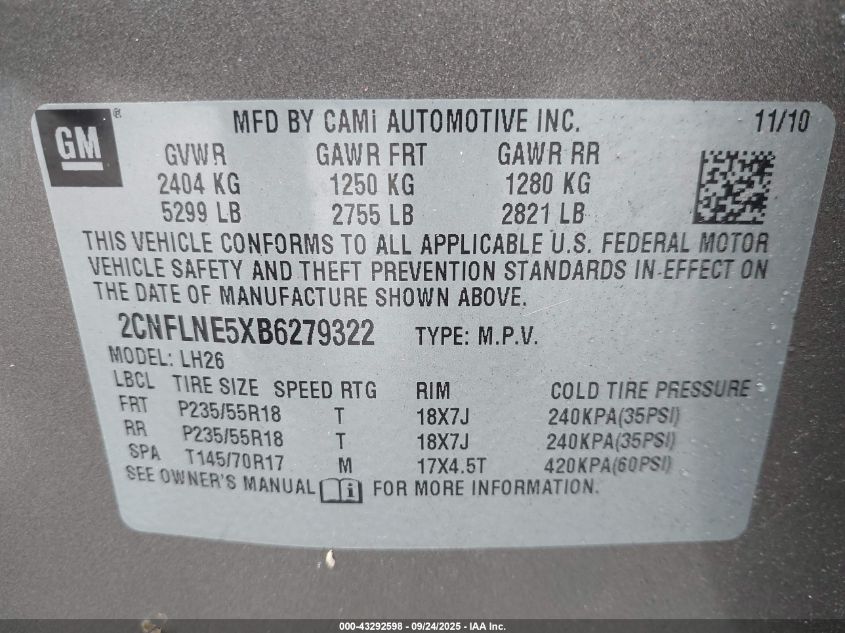 GM® MFD BY CAMI AUTOMOTIVE INC. 11/10
GVWR GAWR FRT GAWR RR
2404 KG 1250 KG 1280 KG
5299 LB 2755 LB 2821 LB
THIS VEHICLE CONFORMS TO ALL APPLICABLE U.S. FEDERAL MOTOR
VEHICLE SAFETY AND THEFT PREVENTION STANDARDS IN EFFECT ON
THE DATE OF MANUFACTURE SHOWN ABOVE.
2CNFLNE5XB6279322 TYPE: M.P.V.
MODEL: LH26
LBCL TIRE SIZE SPEED RTG RIM COLD TIRE PRESSURE
FRT P235/55R18 T 18X7J 240KPA(35PSI)
RR P235/55R18 T 18X7J 240KPA(35PSI)
SPA T145/70R17 M 17X4.5T 420KPA(60PSI)
SEE OWNER'S MANUAL i FOR MORE INFORMATION.
000-43292598 - 09/24/2025 - IAA Inc.